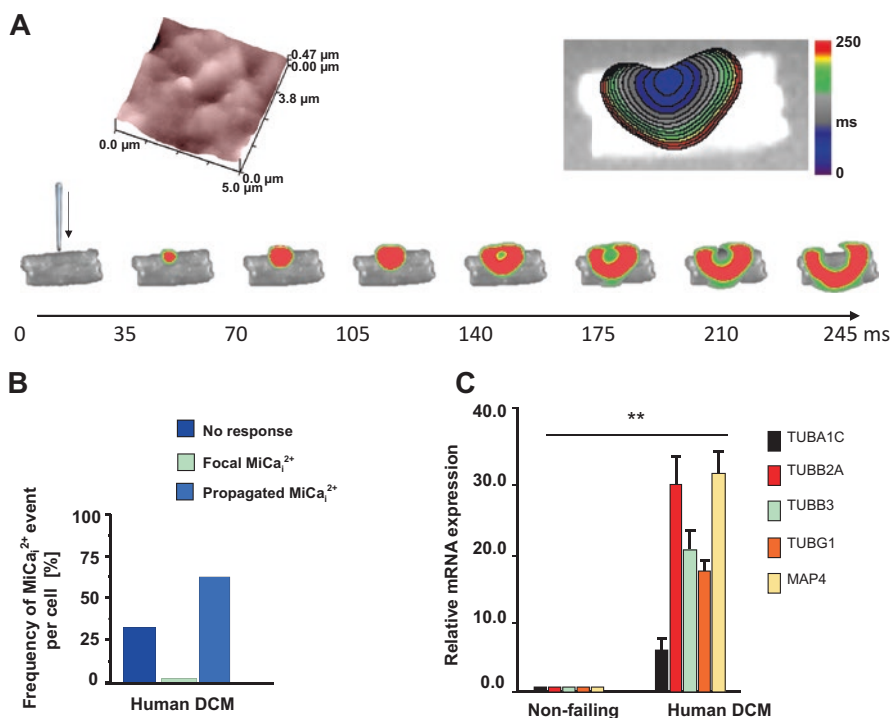 A
0.47 µm
0.00 µm
3.8 µm
0.0 µm
0.0 µm
5.0 µm
250
ms
0
0 35 70 105 140 175 210 245 ms
B
No response
Focal MiCaᵢ²⁺
Propagated MiCaᵢ²⁺
Frequency of MiCaᵢ²⁺ event
per cell [%]
100
75
50
25
0
Human DCM
C
Relative mRNA expression
40.0
30.0
20.0
10.0
0.0
**
TUBA1C
TUBB2A
TUBB3
TUBG1
MAP4
Non-failing Human DCM